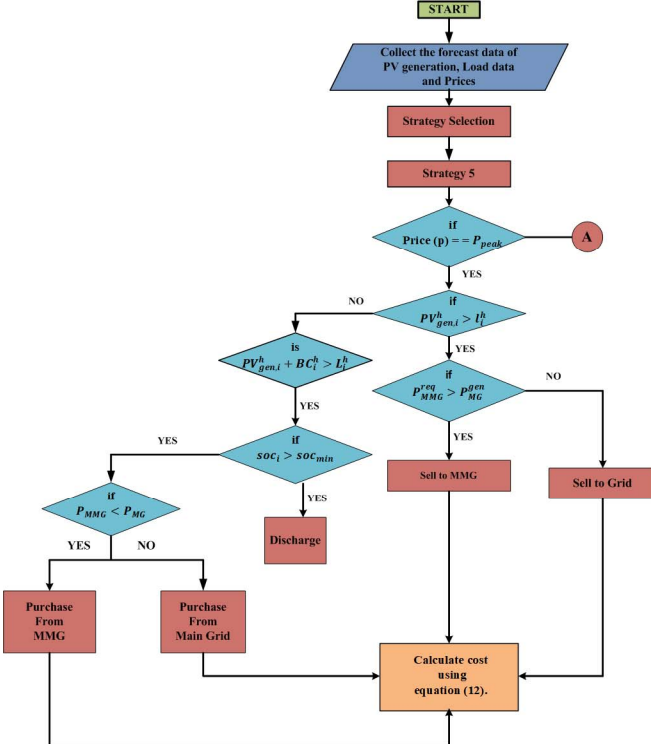 START
Collect the forecast data of
PV generation, Load data
and Prices
Strategy Selection
Strategy 5
if
Price (p) == P_peak
A
YES
NO
if
PV^h_gen,i > l^h_i
YES
is
PV^h_gen,i + BC^h_i > L^h_i
if
P^req_MMG > P^gen_MG
NO
YES
YES
YES
if
soc_i > soc_min
Sell to MMG
Sell to Grid
YES
if
P_MMG < P_MG
Discharge
YES
NO
Purchase
From
MMG
Purchase
From
Main Grid
Calculate cost
using
equation (12).